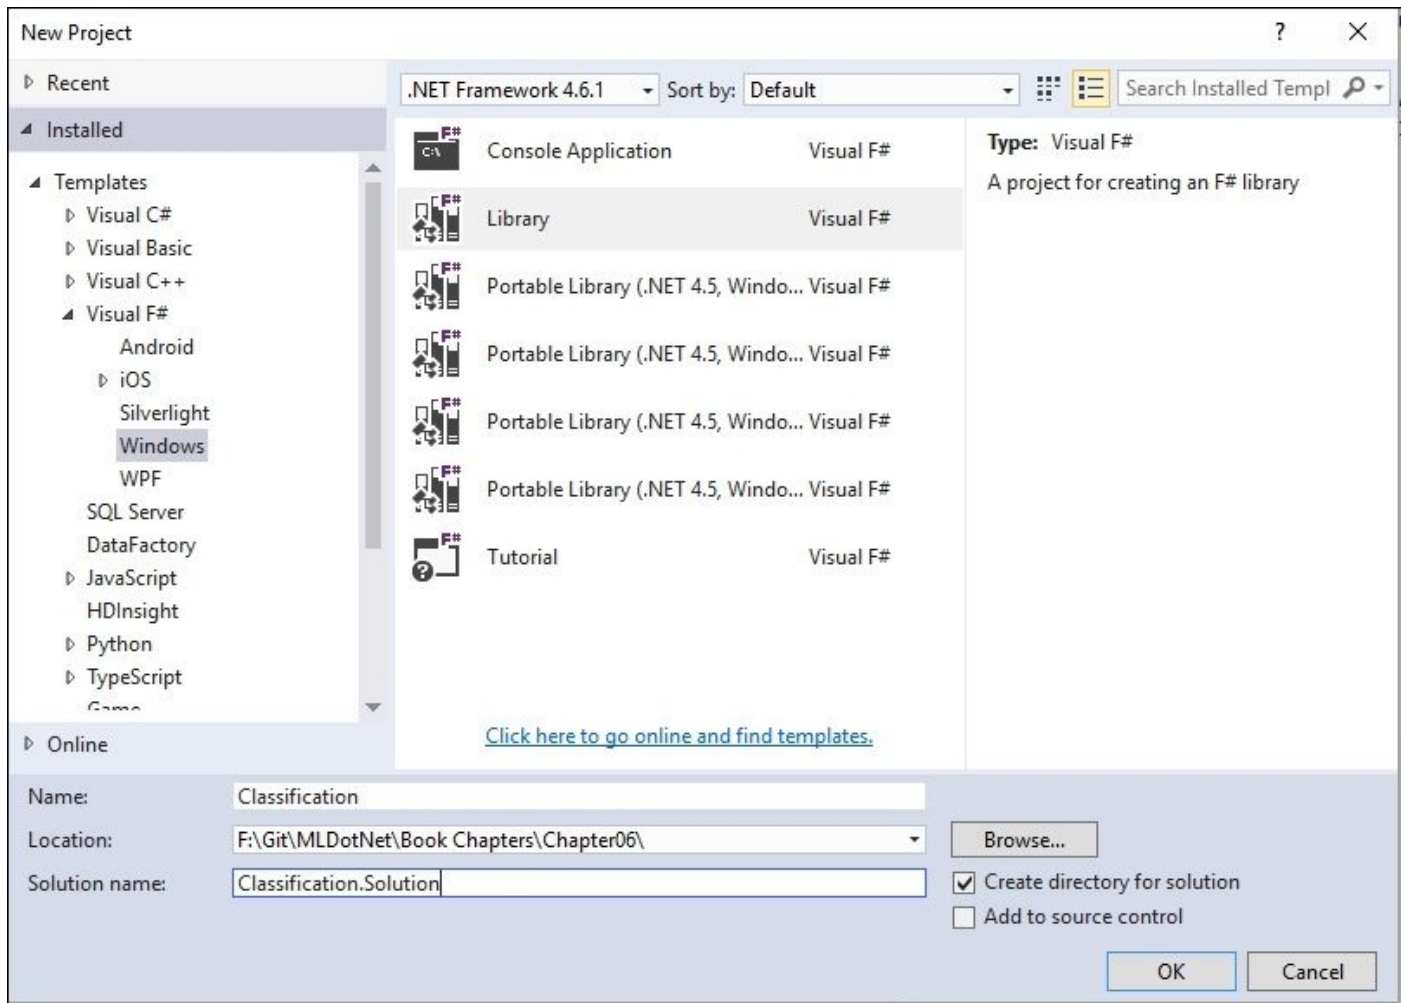 New Project
?
Recent
.NET Framework 4.6.1
Sort by:
Default
Search Installed Templ
Installed
Templates
Visual C#
Visual Basic
Visual C++
Visual F#
Android
iOS
Silverlight
Windows
WPF
SQL Server
DataFactory
JavaScript
HDInsight
Python
TypeScript
Game
Online
F#
C:\
Console Application Visual F#
F#
Library Visual F#
F#
Portable Library (.NET 4.5, Windo... Visual F#
F#
Portable Library (.NET 4.5, Windo... Visual F#
F#
Portable Library (.NET 4.5, Windo... Visual F#
F#
Portable Library (.NET 4.5, Windo... Visual F#
F#
?
Tutorial Visual F#
Click here to go online and find templates.
Type: Visual F#
A project for creating an F# library
Name: Classification
Location: F:\Git\MLDotNet\Book Chapters\Chapter06\
Browse...
Solution name: Classification.Solution
Create directory for solution
Add to source control
OK
Cancel